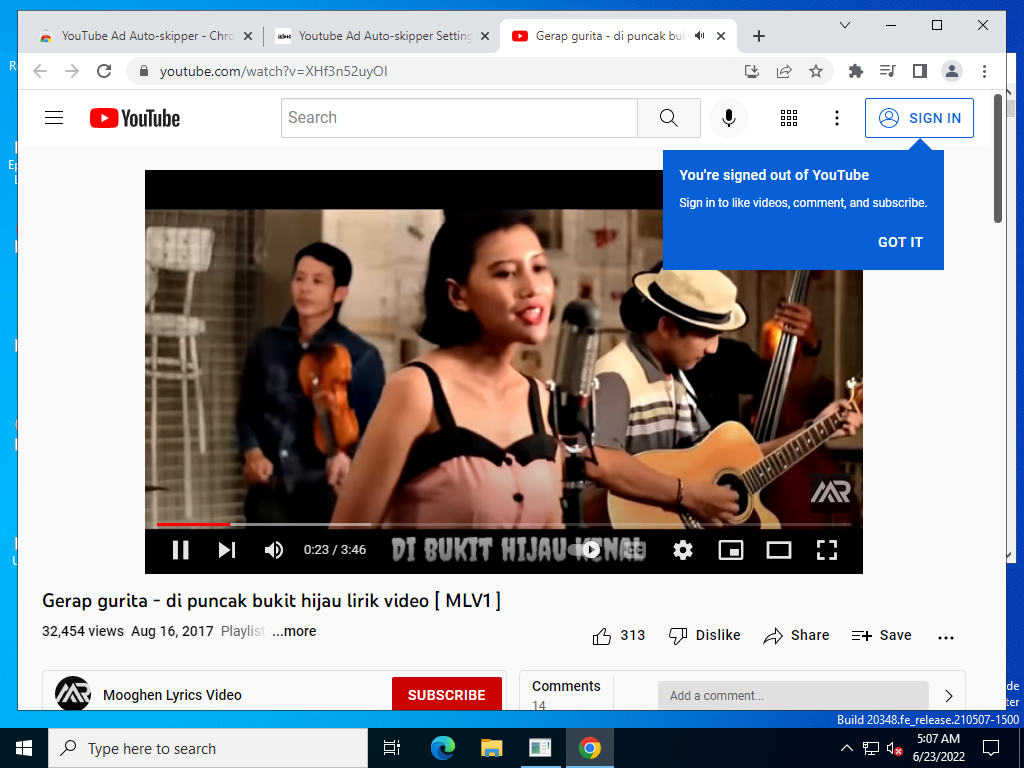 YouTube Ad Auto-skipper - Chro
Youtube Ad Auto-skipper Setting
Gerap gurita - di puncak buki
youtube.com/watch?v=XHf3n52uyOI
YouTube
Search
SIGN IN
You're signed out of YouTube
Sign in to like videos, comment, and subscribe.
GOT IT
MR
0:23 / 3:46
DI BUKIT HIJAU KENAL
Gerap gurita - di puncak bukit hijau lirik video [ MLV1 ]
32,454 views Aug 16, 2017 Playlist ...more
313
Dislike
Share
Save
Mooghen Lyrics Video
SUBSCRIBE
Comments
14
Add a comment...
Build 20348.fe_release.210507-1500
Type here to search
5:07 AM
6/23/2022